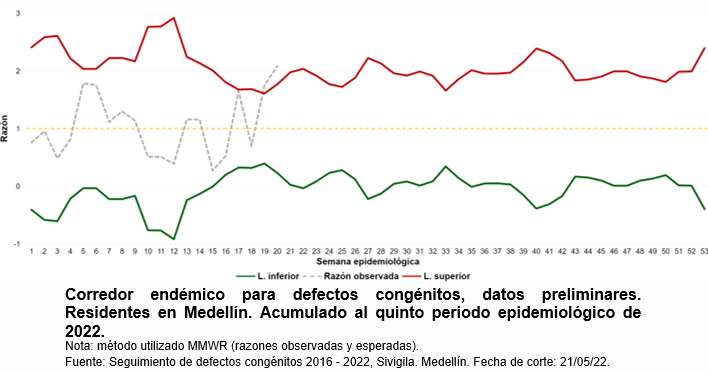 3
2
1
0
-1
Razón
1 2 3 4 5 6 7 8 9 10 11 12 13 14 15 16 17 18 19 20 21 22 23 24 25 26 27 28 29 30 31 32 33 34 35 36 37 38 39 40 41 42 43 44 45 46 47 48 49 50 51 52 53
Semana epidemiológica
L. inferior Razón observada L. superior
Corredor endémico para defectos congénitos, datos preliminares.
Residentes en Medellín. Acumulado al quinto periodo epidemiológico de
2022.
Nota: método utilizado MMWR (razones observadas y esperadas).
Fuente: Seguimiento de defectos congénitos 2016 - 2022, Sivigila. Medellín. Fecha de corte: 21/05/22.